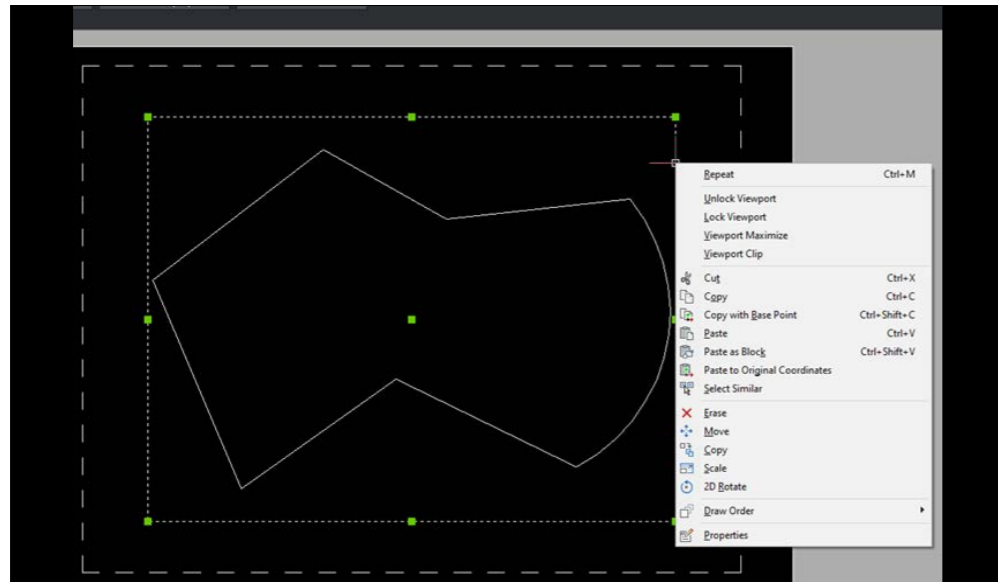 Repeat Ctrl+M
Unlock Viewport
Lock Viewport
Viewport Maximize
Viewport Clip
Cut Ctrl+X
Copy Ctrl+C
Copy with Base Point Ctrl+Shift+C
Paste Ctrl+V
Paste as Block Ctrl+Shift+V
Paste to Original Coordinates
Select Similar
Erase
Move
Copy
Scale
2D Rotate
Draw Order
Properties